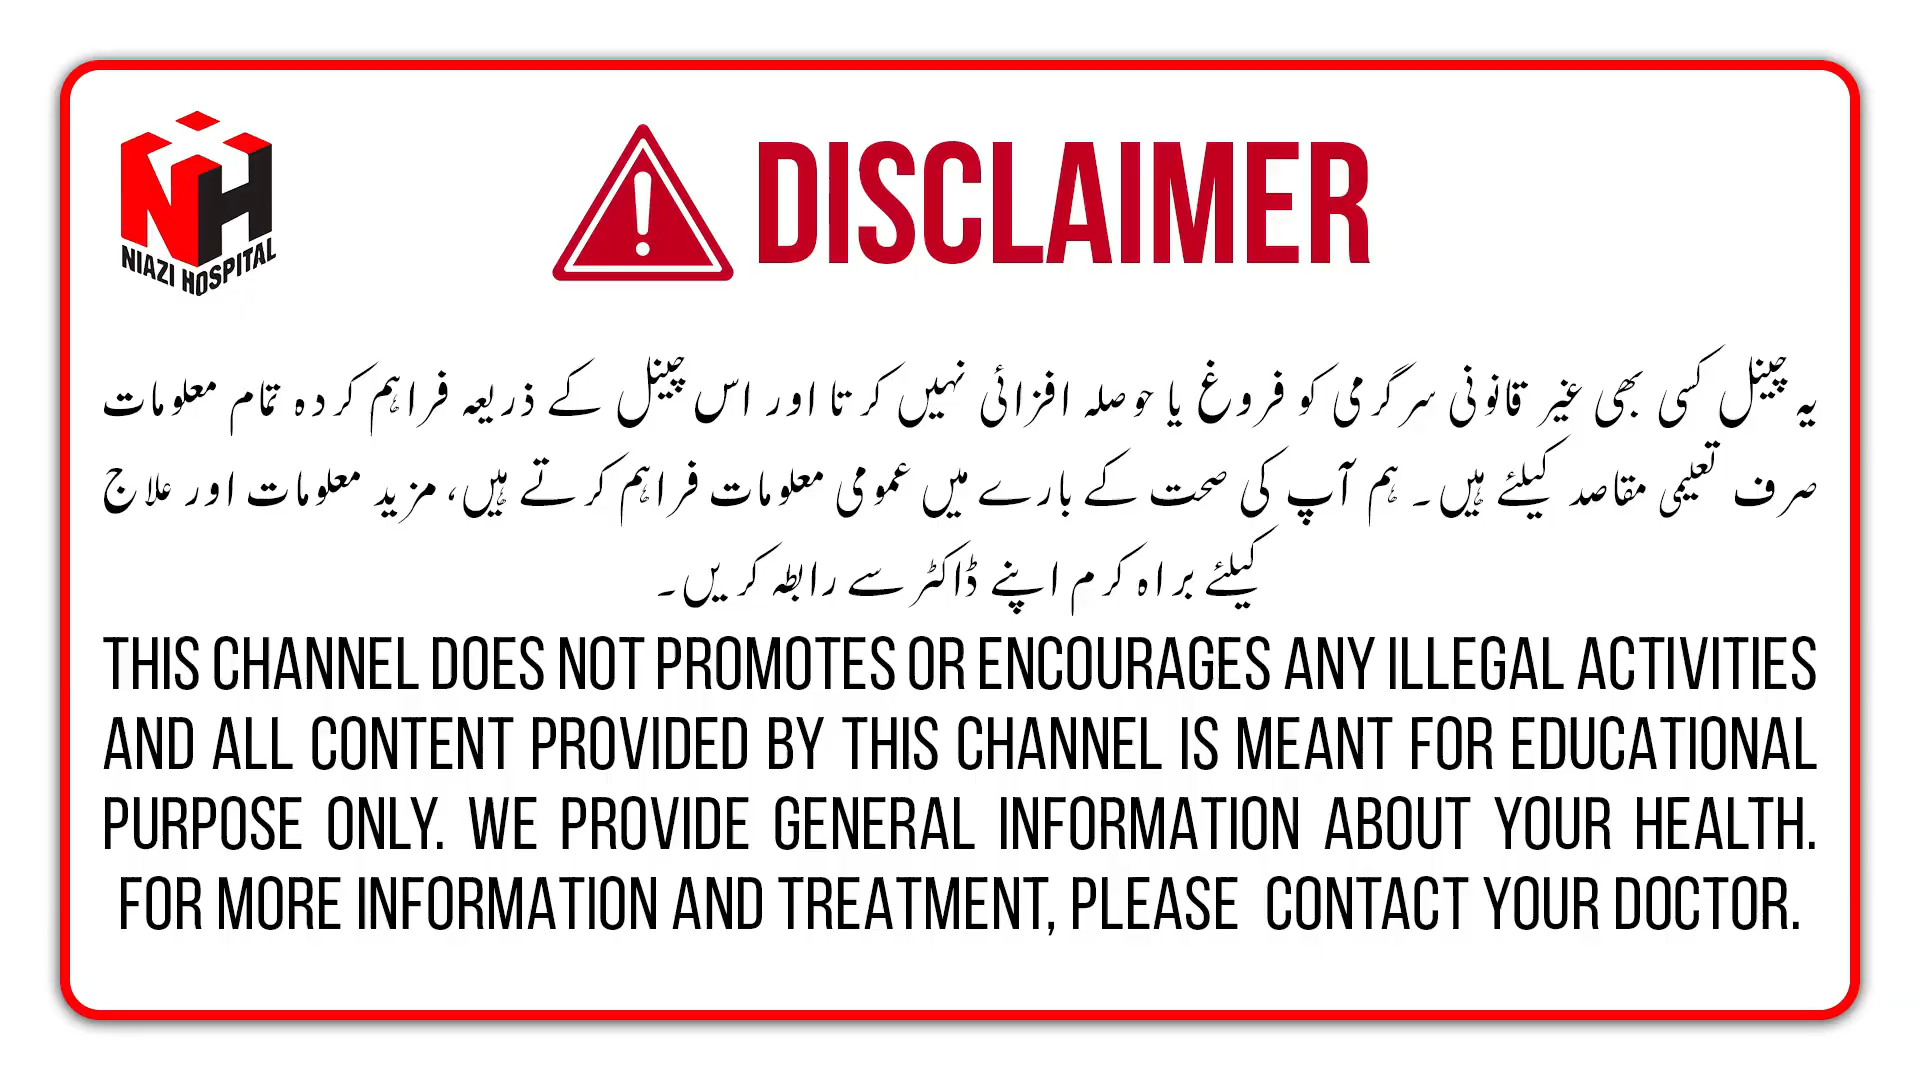 NIAZI HOSPITAL
DISCLAIMER
یہ چینل کسی بھی غیر قانونی سرگرمی کو فروغ یا حوصلہ افزائی نہیں کرتا اور اس چینل کے ذریعہ فراہم کردہ تمام معلومات
صرف تعلیمی مقاصد کیلئے ہیں۔ ہم آپ کی صحت کے بارے میں عمومی معلومات فراہم کرتے ہیں، مزید معلومات اور علاج
کیلئے براہ کرم اپنے ڈاکٹر سے رابطہ کریں۔
THIS CHANNEL DOES NOT PROMOTES OR ENCOURAGES ANY ILLEGAL ACTIVITIES
AND ALL CONTENT PROVIDED BY THIS CHANNEL IS MEANT FOR EDUCATIONAL
PURPOSE ONLY. WE PROVIDE GENERAL INFORMATION ABOUT YOUR HEALTH.
FOR MORE INFORMATION AND TREATMENT, PLEASE CONTACT YOUR DOCTOR.